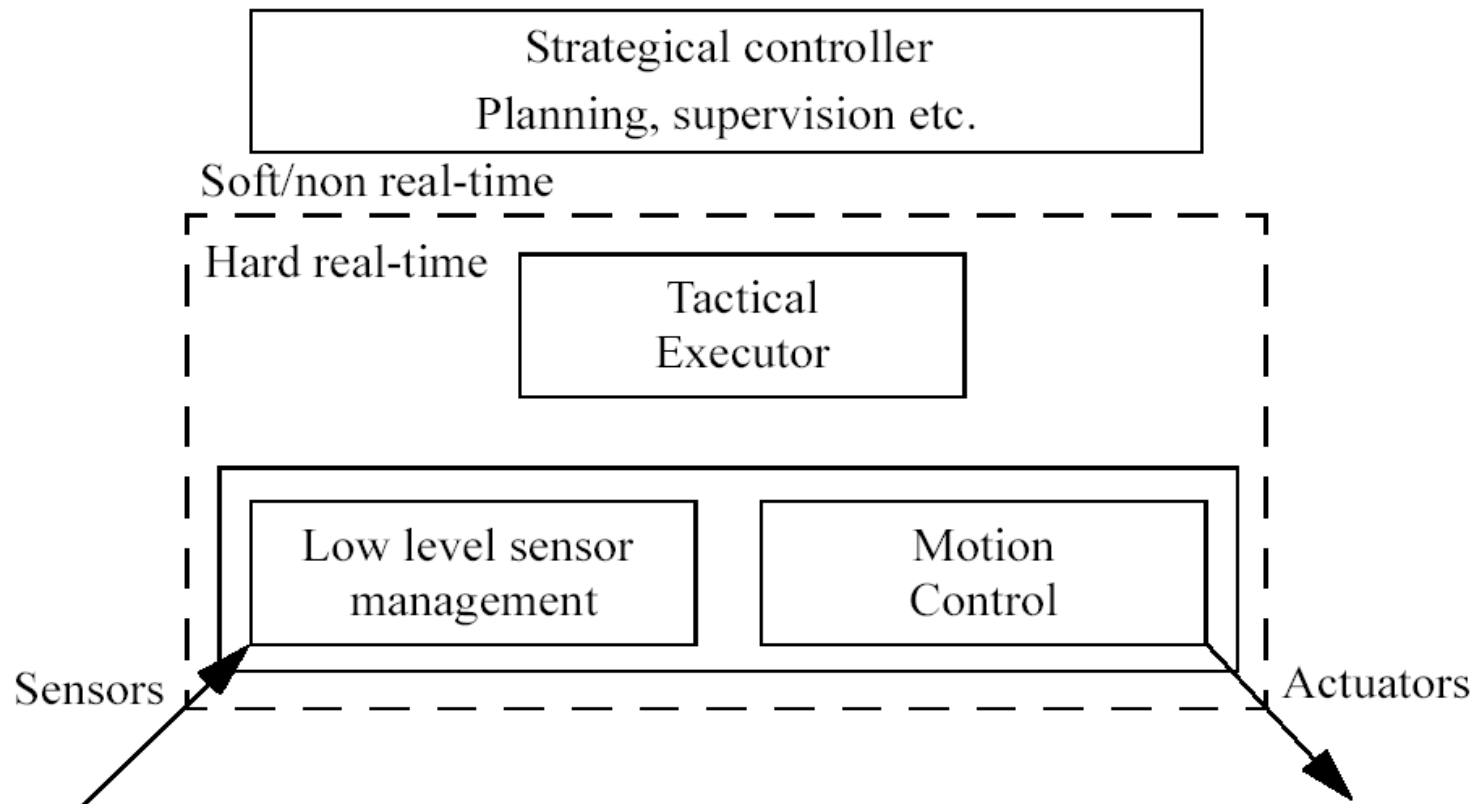 Strategical controller
Planning, supervision etc.
Soft/non real-time
Hard real-time
Tactical
Executor
Low level sensor
management
Motion
Control
Sensors
Actuators